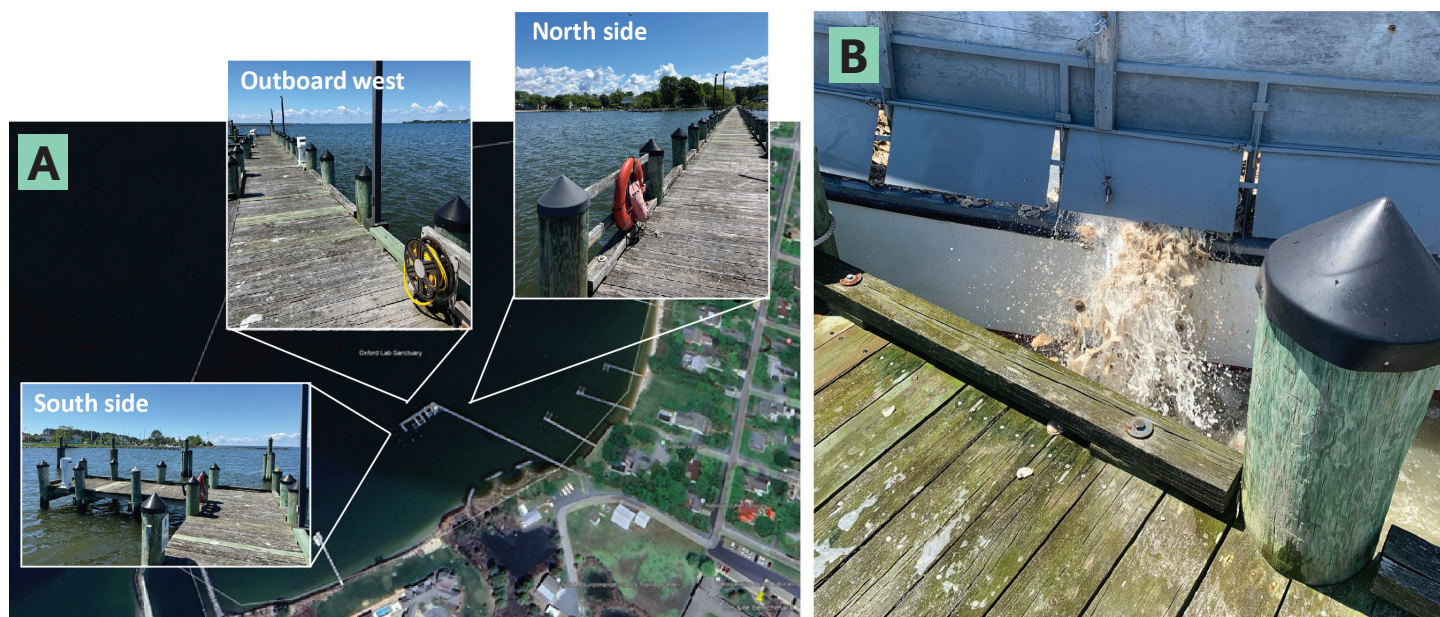 North side
Outboard west
B
A
Oxford Lab Sanctuary
South side